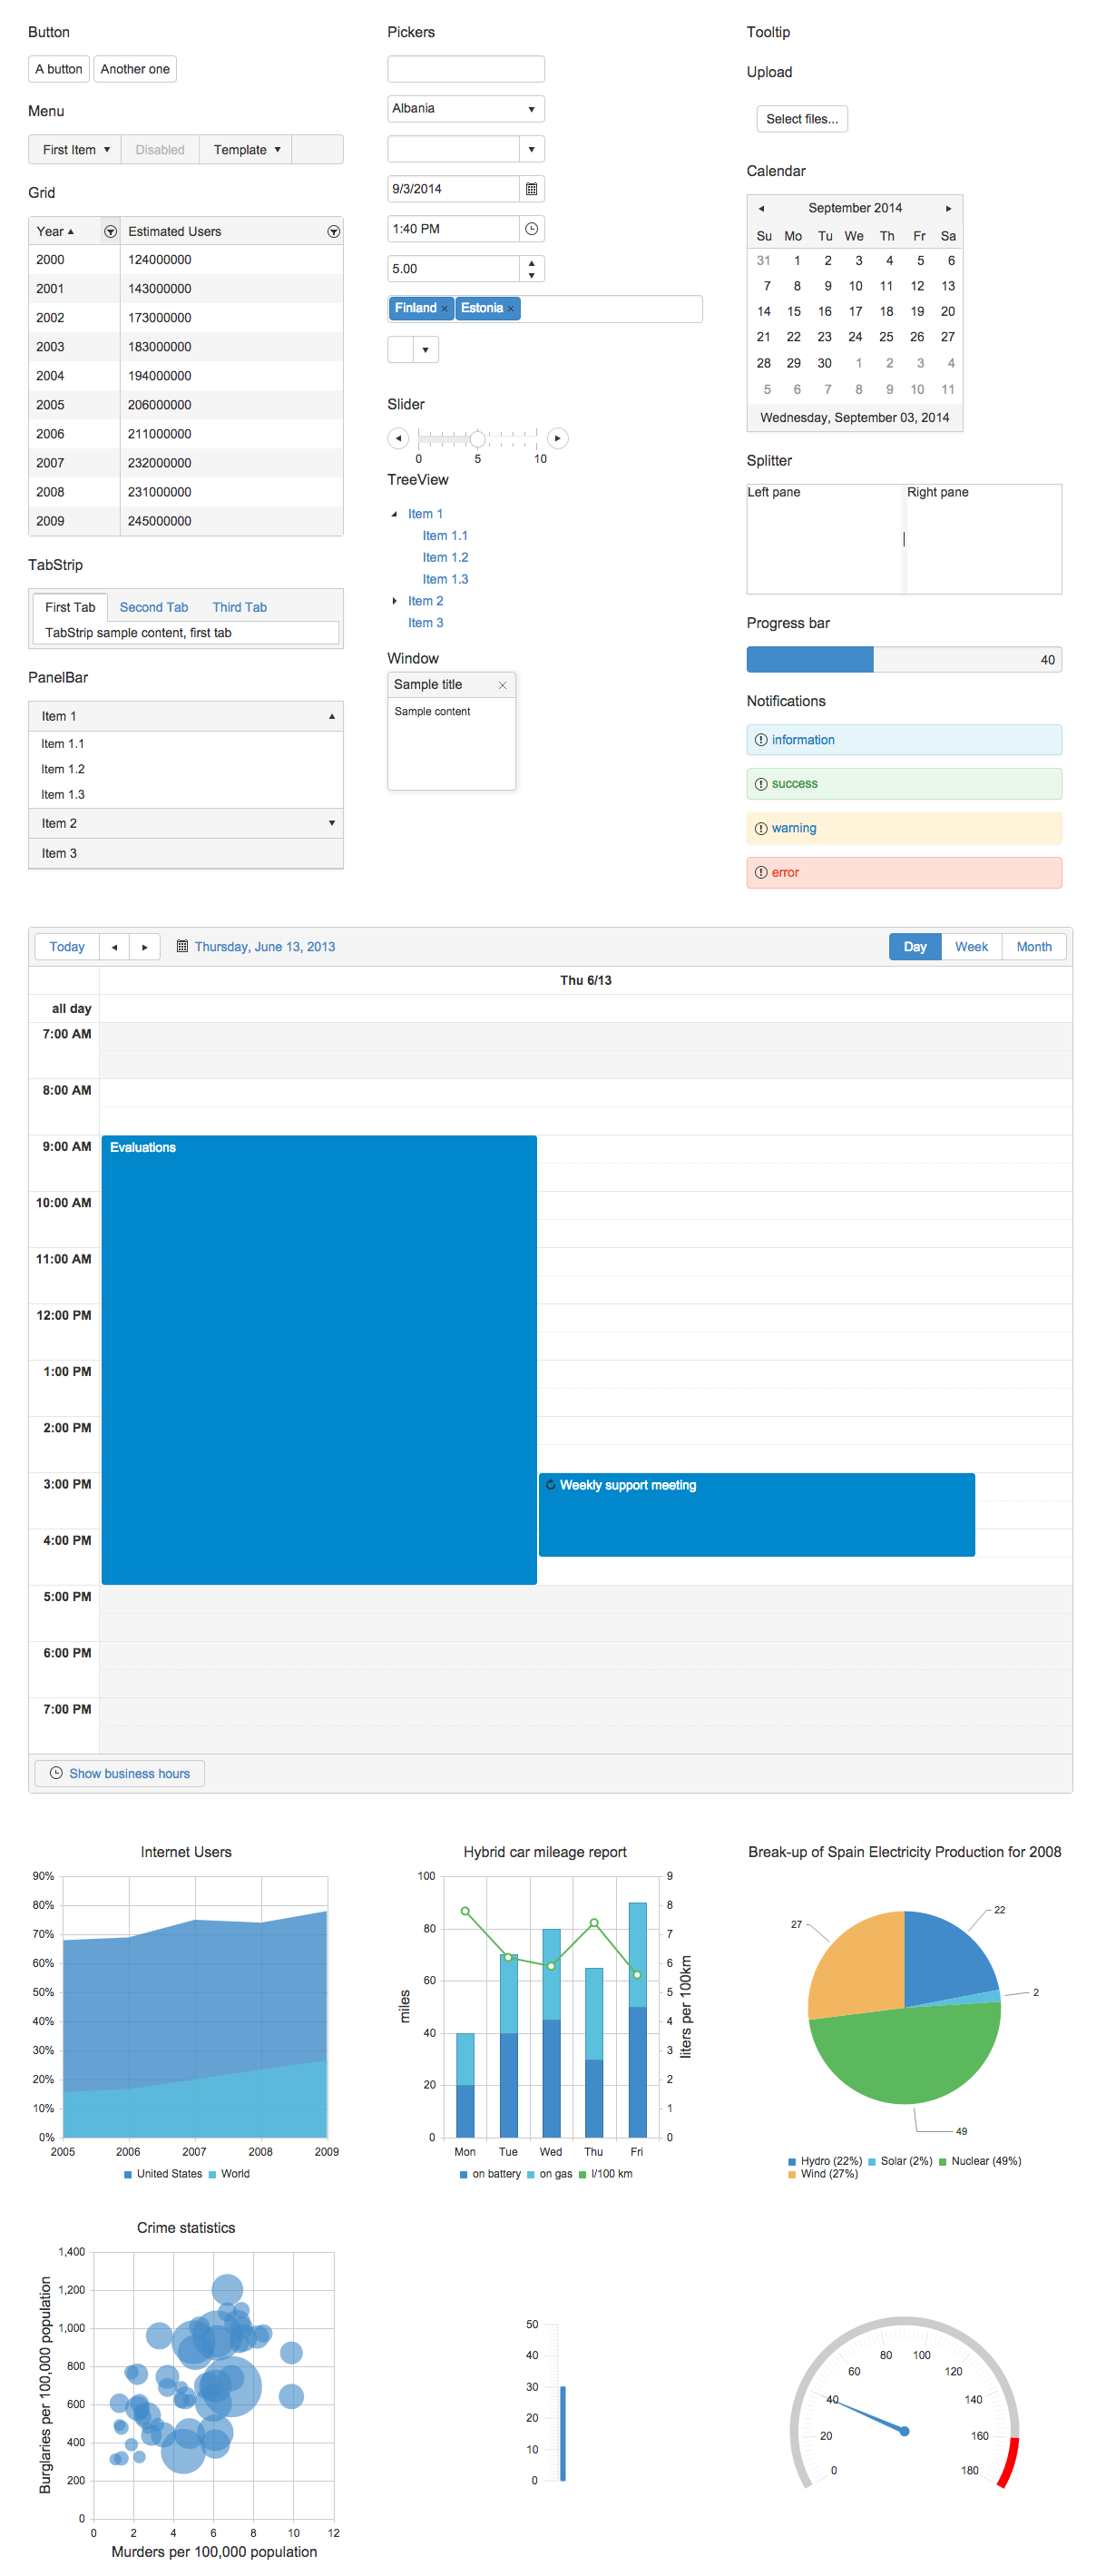 Button
A button
Another one
Menu
First Item
Disabled
Template
Grid
Year
Estimated Users
2000 124000000
2001 143000000
2002 173000000
2003 183000000
2004 194000000
2005 206000000
2006 211000000
2007 232000000
2008 231000000
2009 245000000
TabStrip
First Tab
Second Tab
Third Tab
TabStrip sample content, first tab
PanelBar
Item 1
Item 1.1
Item 1.2
Item 1.3
Item 2
Item 3
Pickers
Albania
9/3/2014
1:40 PM
5.00
Finland
Estonia
Slider
0 5 10
TreeView
Item 1
Item 1.1
Item 1.2
Item 1.3
Item 2
Item 3
Window
Sample title
Sample content
Tooltip
Upload
Select files...
Calendar
September 2014
Su Mo Tu We Th Fr Sa
31 1 2 3 4 5 6
7 8 9 10 11 12 13
14 15 16 17 18 19 20
21 22 23 24 25 26 27
28 29 30 1 2 3 4
5 6 7 8 9 10 11
Wednesday, September 03, 2014
Splitter
Left pane
Right pane
Progress bar
40
Notifications
information
success
warning
error
Today
Thursday, June 13, 2013
Day
Week
Month
Thu 6/13
all day
7:00 AM
8:00 AM
9:00 AM
Evaluations
10:00 AM
11:00 AM
12:00 PM
1:00 PM
2:00 PM
3:00 PM
Weekly support meeting
4:00 PM
5:00 PM
6:00 PM
7:00 PM
Show business hours
Internet Users
90%
80%
70%
60%
50%
40%
30%
20%
10%
0%
2005 2006 2007 2008 2009
United States World
Hybrid car mileage report
100
80
60
40
20
0
miles
9
8
7
6
5
4
3
2
1
0
liters per 100km
Mon Tue Wed Thu Fri
on battery on gas l/100 km
Break-up of Spain Electricity Production for 2008
22
27
2
49
Hydro (22%) Solar (2%) Nuclear (49%)
Wind (27%)
Crime statistics
1,400
1,200
1,000
800
600
400
200
0
Burglaries per 100,000 population
0 2 4 6 8 10 12
Murders per 100,000 population
50
40
30
20
10
0
0
20
40
60
80
100
120
140
160
180